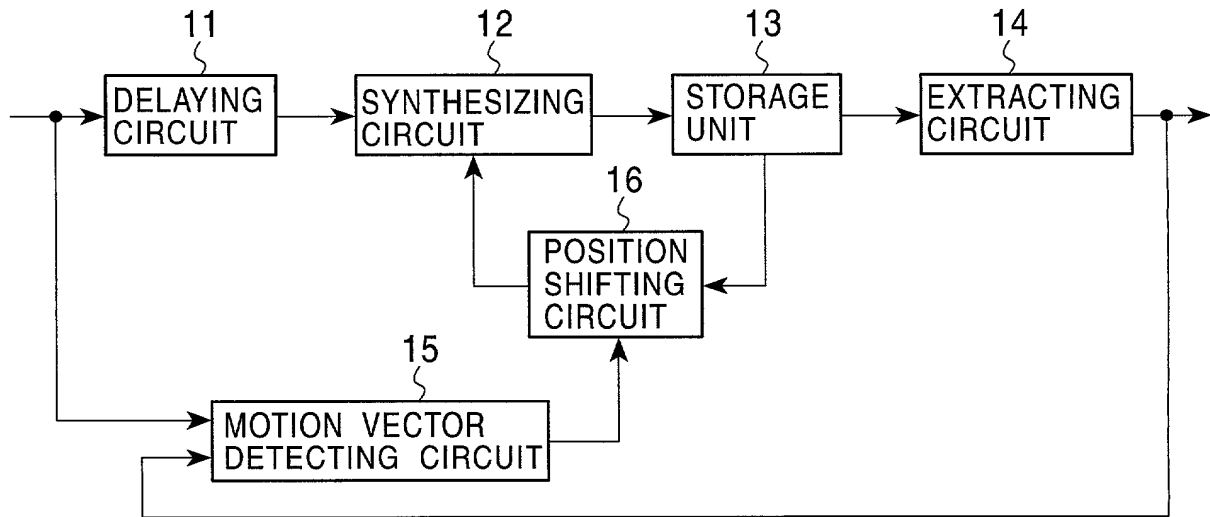 11
12
13
14
DELAYING
CIRCUIT
SYNTHESIZING
CIRCUIT
STORAGE
UNIT
EXTRACTING
CIRCUIT
16
POSITION
SHIFTING
CIRCUIT
15
MOTION VECTOR
DETECTING CIRCUIT